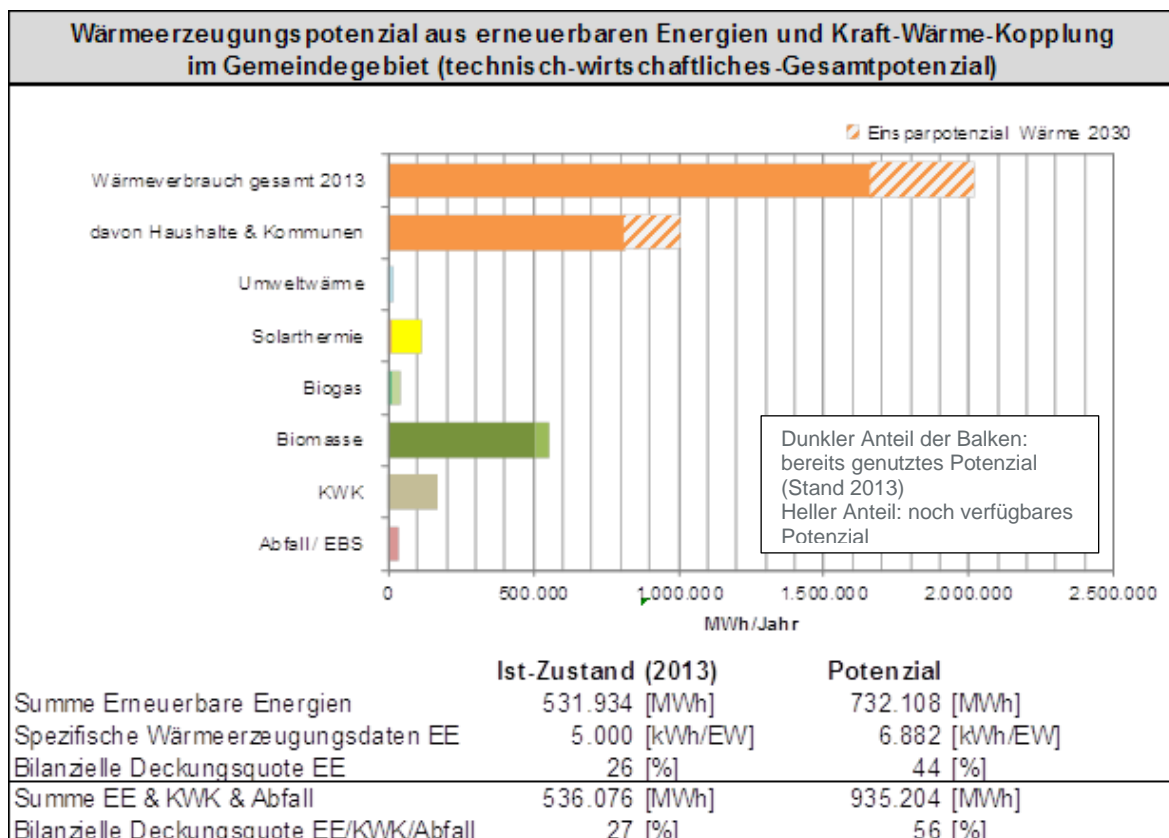 Wärmeerzeugungspotenzial aus erneuerbaren Energien und Kraft-Wärme-Kopplung
im Gemeindegebiet (technisch-wirtschaftliches-Gesamtpotenzial)
Einsparpotenzial Wärme 2030
Wärmeverbrauch gesamt 2013
davon Haushalte & Kommunen
Umweltwärme
Solarthermie
Biogas
Biomasse
KWK
Abfall/ EBS
Dunkler Anteil der Balken:
bereits genutztes Potenzial
(Stand 2013)
Heller Anteil: noch verfügbares
Potenzial
0 500.000 1.000.000 1.500.000 2.000.000 2.500.000
MWh/Jahr
Ist-Zustand (2013) Potenzial
Summe Erneuerbare Energien 531.934 [MWh] 732.108 [MWh]
Spezifische Wärmeerzeugungsdaten EE 5.000 [kWh/EW] 6.882 [kWh/EW]
Bilanzielle Deckungsquote EE 26 [%] 44 [%]
Summe EE & KWK & Abfall 536.076 [MWh] 935.204 [MWh]
Bilanzielle Deckungsquote EE/KWK/Abfall 27 [%] 56 [%]